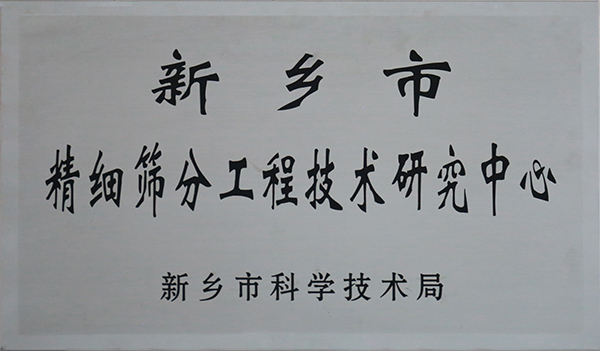 新乡市
精细筛分工程技术研究中心
新乡市科学技术局